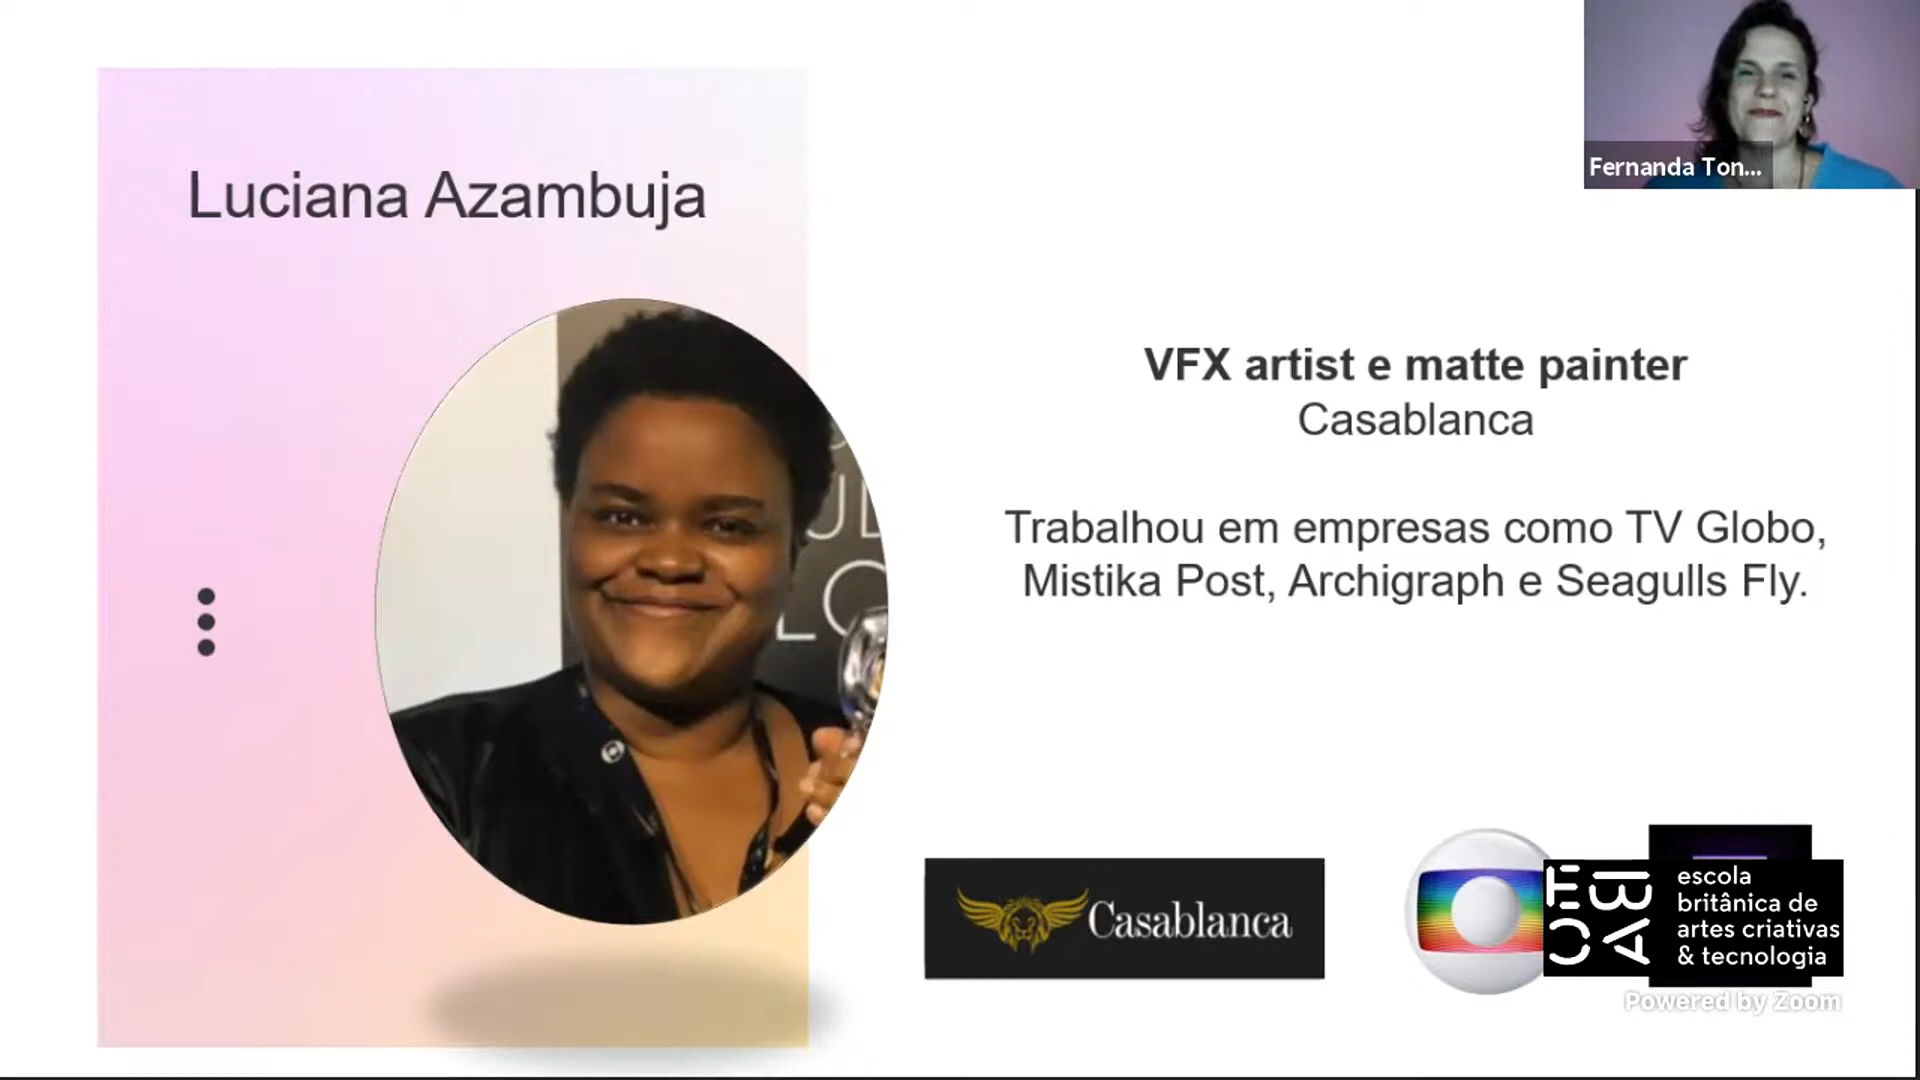 Fernanda Ton...
Luciana Azambuja
VFX artist e matte painter
Casablanca
Trabalhou em empresas como TV Globo,
Mistika Post, Archigraph e Seagulls Fly.
Casablanca
EBAC
escola
britânica de
artes criativas
& tecnologia
Powered by Zoom